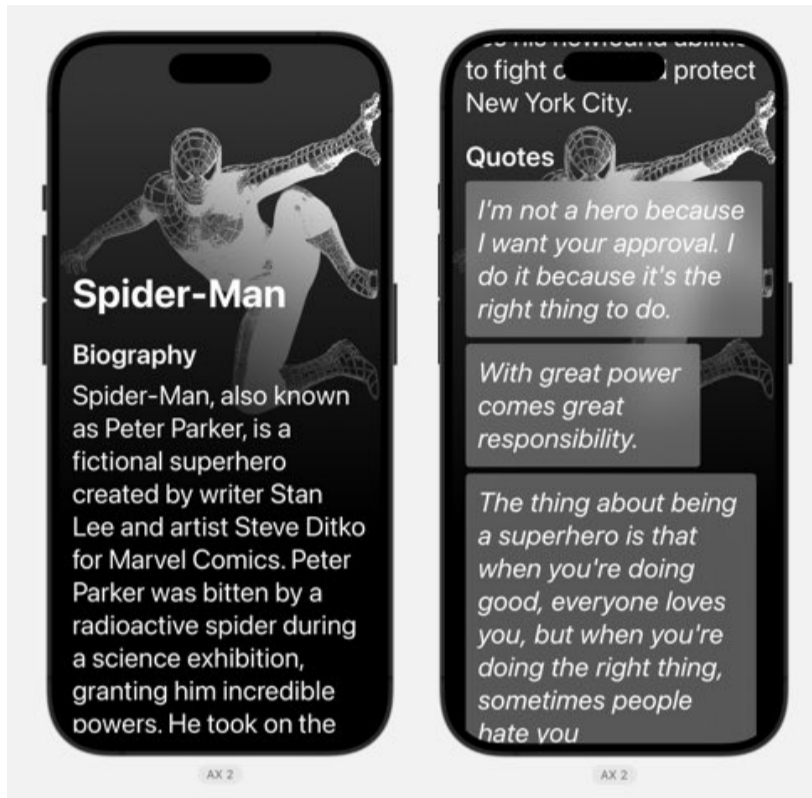 Spider-Man
Biography
Spider-Man, also known
as Peter Parker, is a
fictional superhero
created by writer Stan
Lee and artist Steve Ditko
for Marvel Comics. Peter
Parker was bitten by a
radioactive spider during
a science exhibition,
granting him incredible
powers. He took on the
AX 2
to fight protect
New York City.
Quotes
I'm not a hero because
I want your approval. I
do it because it's the
right thing to do.
With great power
comes great
responsibility.
The thing about being
a superhero is that
when you're doing
good, everyone loves
you, but when you're
doing the right thing,
sometimes people
hate you
AX 2